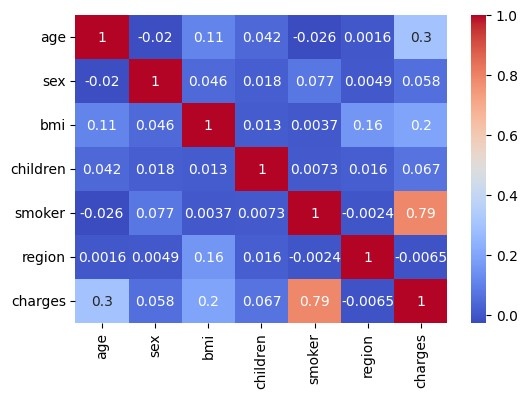 age 1 -0.02 0.11 0.042 -0.026 0.0016 0.3
sex -0.02 1 0.046 0.018 0.077 0.0049 0.058
bmi 0.11 0.046 1 0.013 0.0037 0.16 0.2
children 0.042 0.018 0.013 1 0.0073 0.016 0.067
smoker -0.026 0.077 0.0037 0.0073 1 -0.0024 0.79
region 0.0016 0.0049 0.16 0.016 -0.0024 1 -0.0065
charges 0.3 0.058 0.2 0.067 0.79 -0.0065 1
age sex bmi children smoker region charges
1.0
0.8
0.6
0.4
0.2
0.0